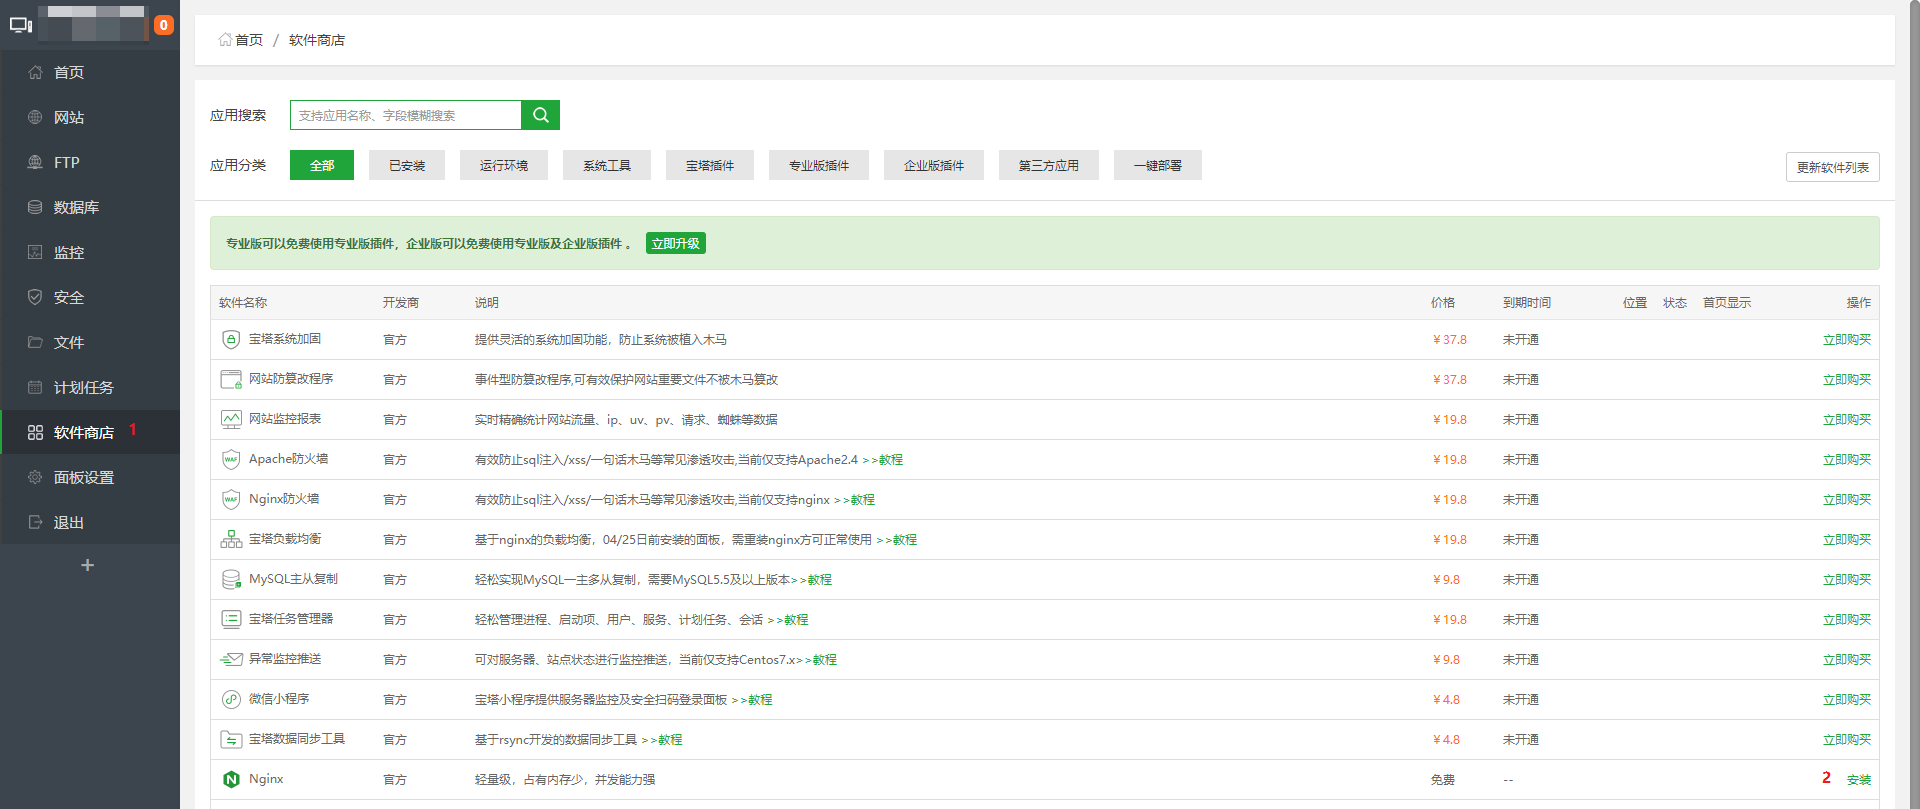 0
首页
网站
FTP
数据库
监控
安全
文件
计划任务
软件商店 1
面板设置
退出
+
首页 / 软件商店
应用搜索 支持应用名称、字段模糊搜索
应用分类 全部 已安装 运行环境 系统工具 宝塔插件 专业版插件 企业版插件 第三方应用 一键部署 更新软件列表
专业版可以免费使用专业版插件，企业版可以免费使用专业版及企业版插件 。 立即升级
软件名称 开发商 说明 价格 到期时间 位置 状态 首页显示 操作
宝塔系统加固 官方 提供灵活的系统加固功能，防止系统被植入木马 ￥37.8 未开通 立即购买
网站防篡改程序 官方 事件型防篡改程序,可有效保护网站重要文件不被木马篡改 ￥37.8 未开通 立即购买
网站监控报表 官方 实时精确统计网站流量、ip、uv、pv、请求、蜘蛛等数据 ￥19.8 未开通 立即购买
WAF Apache防火墙 官方 有效防止sql注入/xss/一句话木马等常见渗透攻击,当前仅支持Apache2.4 >>教程 ￥19.8 未开通 立即购买
WAF Nginx防火墙 官方 有效防止sql注入/xss/一句话木马等常见渗透攻击,当前仅支持nginx >>教程 ￥19.8 未开通 立即购买
宝塔负载均衡 官方 基于nginx的负载均衡，04/25日前安装的面板，需重装nginx方可正常使用 >>教程 ￥19.8 未开通 立即购买
MySQL主从复制 官方 轻松实现MySQL一主多从复制，需要MySQL5.5及以上版本>>教程 ￥9.8 未开通 立即购买
宝塔任务管理器 官方 轻松管理进程、启动项、用户、服务、计划任务、会话 >>教程 ￥19.8 未开通 立即购买
异常监控推送 官方 可对服务器、站点状态进行监控推送，当前仅支持Centos7.x>>教程 ￥9.8 未开通 立即购买
微信小程序 官方 宝塔小程序提供服务器监控及安全扫码登录面板 >>教程 ￥4.8 未开通 立即购买
宝塔数据同步工具 官方 基于rsync开发的数据同步工具 >>教程 ￥4.8 未开通 立即购买
N Nginx 官方 轻量级，占有内存少，并发能力强 免费 -- 2 安装